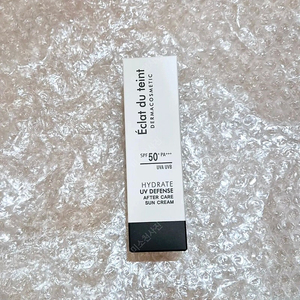 Éclat du teint
DERMACOSMETIC
SPF 50+ PA+++
UVA UVB
HYDRATE
UV DEFENSE
AFTER CARE
SUN CREAM